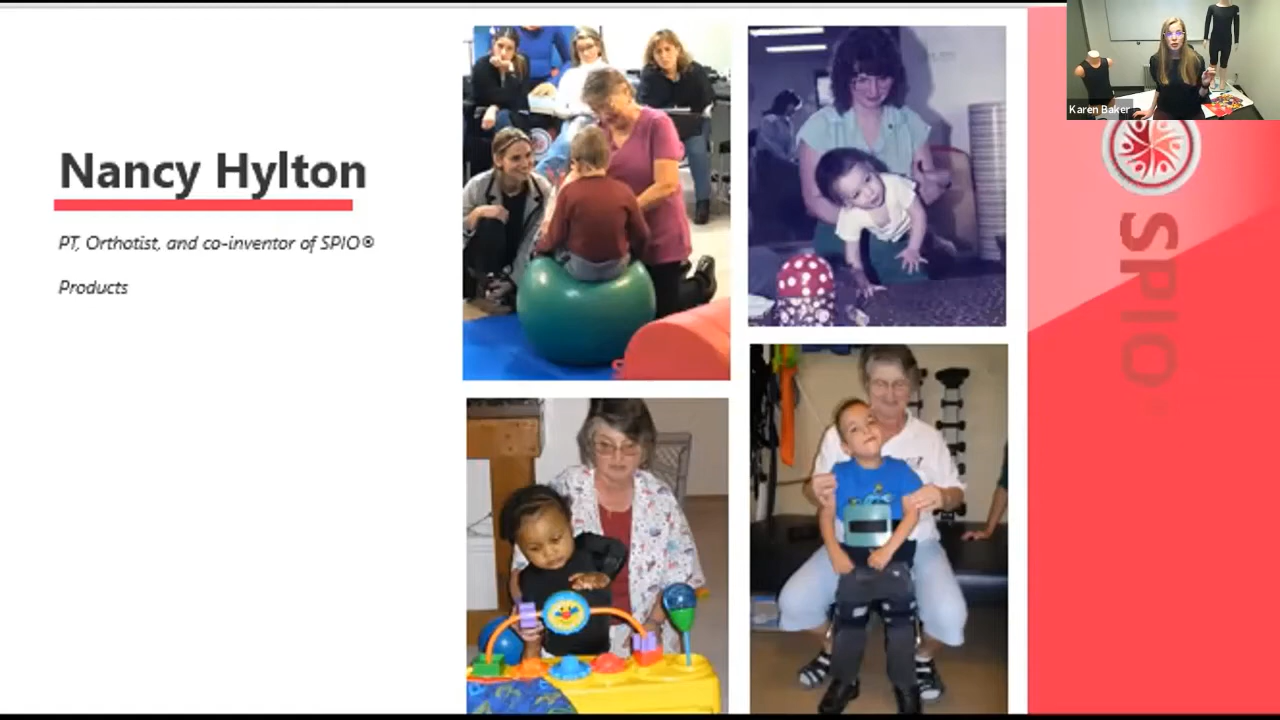 Nancy Hylton
PT, Orthotist, and co-inventor of SPIO®
Products
Karen Baker
SPIO